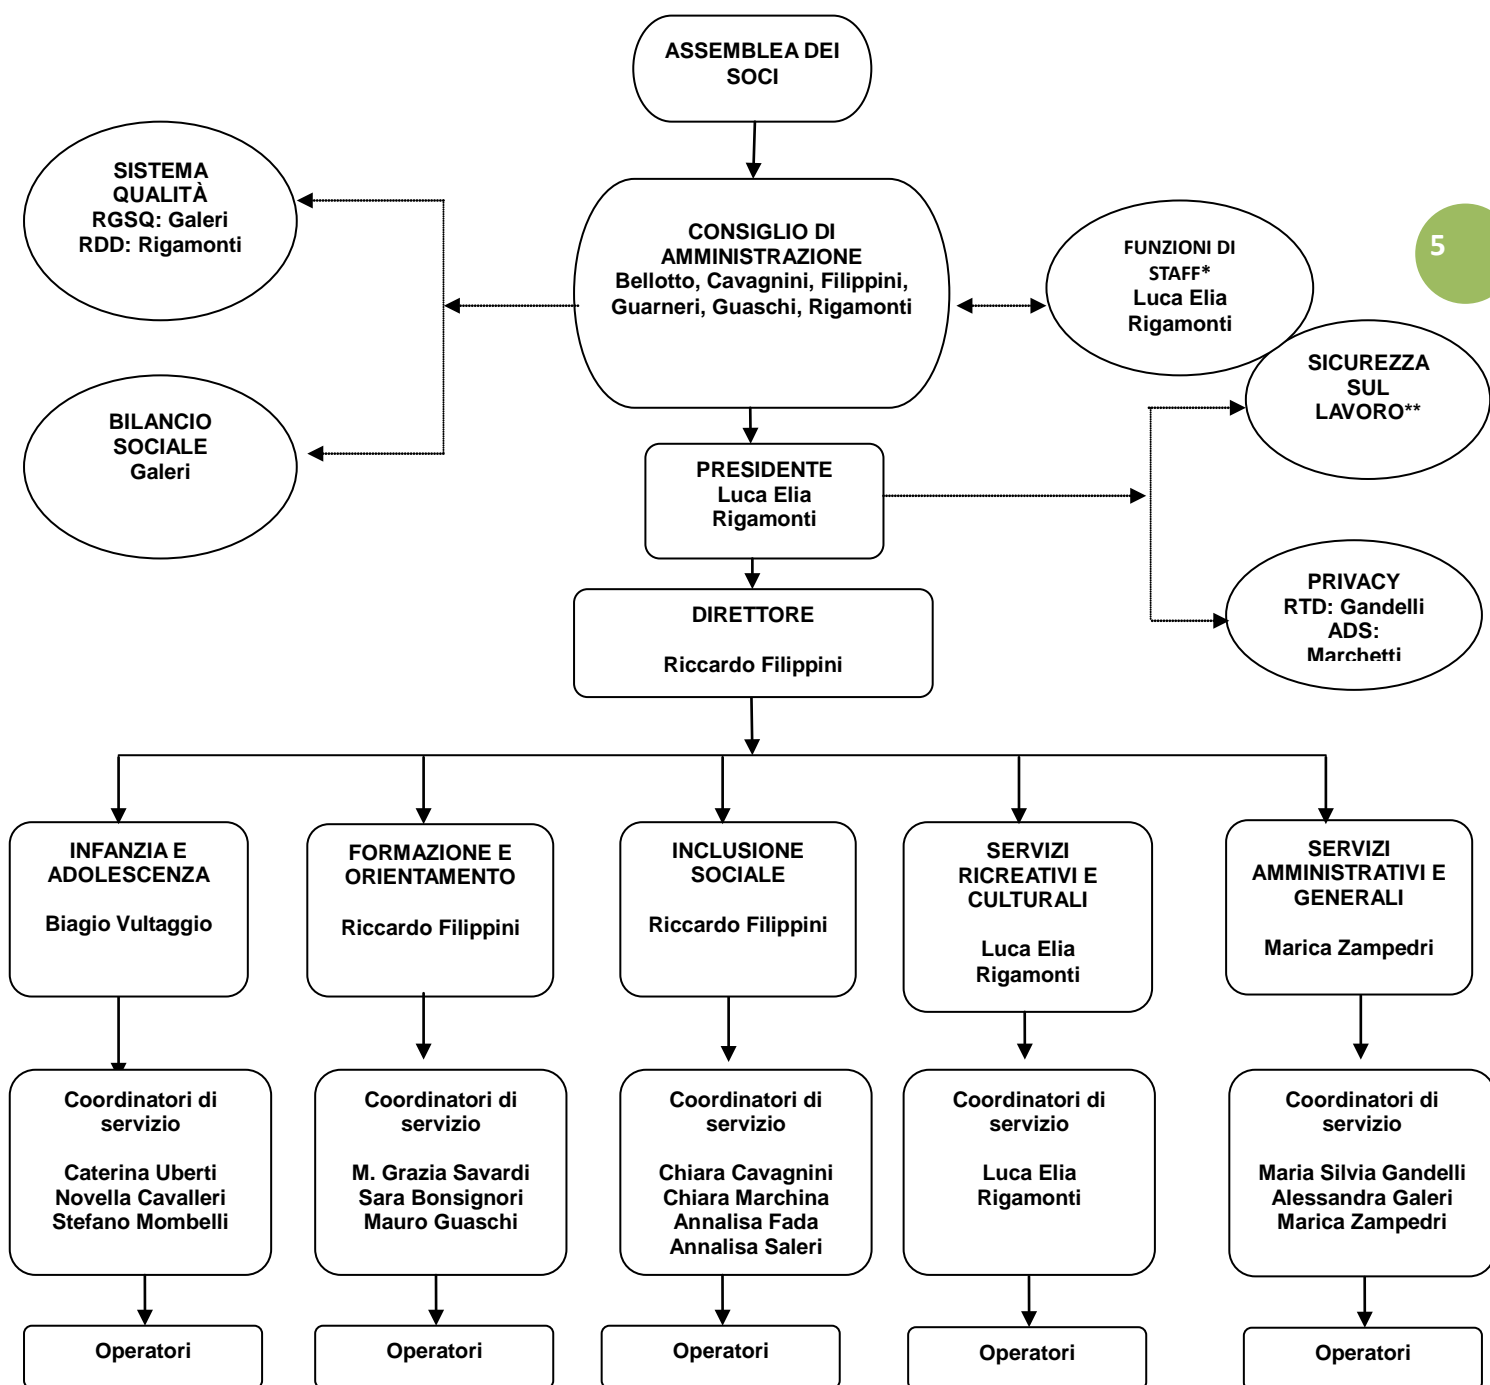 ASSEMBLEA DEI
SOCI
SISTEMA
QUALITÀ
RGSQ: Galeri
RDD: Rigamonti
CONSIGLIO DI
AMMINISTRAZIONE
Bellotto, Cavagnini, Filippini,
Guarneri, Guaschi, Rigamonti
FUNZIONI DI
STAFF*
Luca Elia
Rigamonti
5
SICUREZZA
SUL
LAVORO**
BILANCIO
SOCIALE
Galeri
PRESIDENTE
Luca Elia
Rigamonti
PRIVACY
RTD: Gandelli
ADS:
Marchetti
DIRETTORE
Riccardo Filippini
INFANZIA E
ADOLESCENZA
Biagio Vultaggio
FORMAZIONE E
ORIENTAMENTO
Riccardo Filippini
INCLUSIONE
SOCIALE
Riccardo Filippini
SERVIZI
RICREATIVI E
CULTURALI
Luca Elia
Rigamonti
SERVIZI
AMMINISTRATIVI E
GENERALI
Marica Zampedri
Coordinatori di
servizio
Caterina Uberti
Novella Cavalleri
Stefano Mombelli
Coordinatori di
servizio
M. Grazia Savardi
Sara Bonsignori
Mauro Guaschi
Coordinatori di
servizio
Chiara Cavagnini
Chiara Marchina
Annalisa Fada
Annalisa Saleri
Coordinatori di
servizio
Luca Elia
Rigamonti
Coordinatori di
servizio
Maria Silvia Gandelli
Alessandra Galeri
Marica Zampedri
Operatori
Operatori
Operatori
Operatori
Operatori